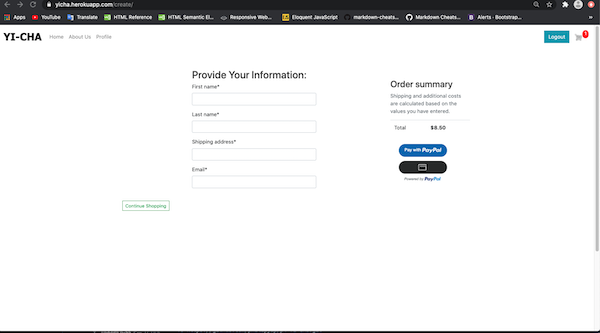 yicha.herokuapp.com/create/
Apps YouTube Translate HTML Reference HTML Semantic El... Responsive Web... Eloquent JavaScript markdown-cheats... Markdown Cheats... Alerts · Bootstrap... »
YI-CHA Home About Us Profile Logout
Provide Your Information:
First name*
Last name*
Shipping address*
Email*
Continue Shopping
Order summary
Shipping and additional costs
are calculated based on the
values you have entered.
Total $8.50
Pay with PayPal
Powered by PayPal